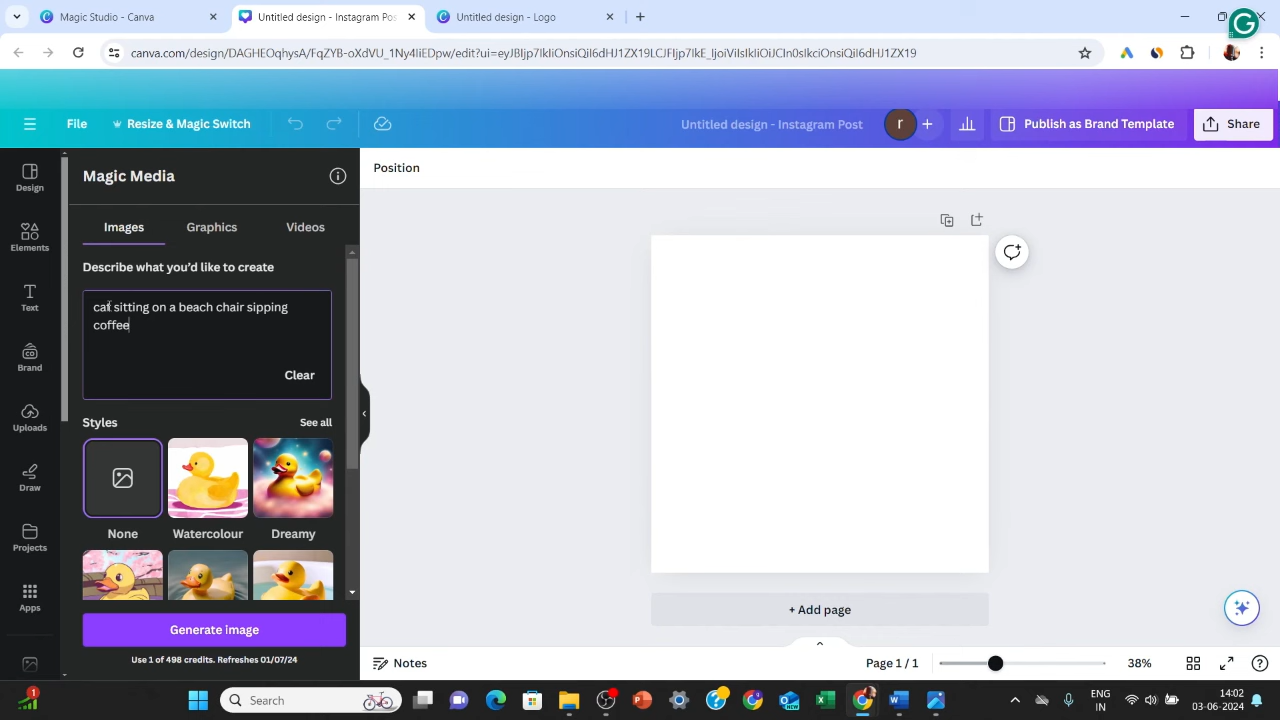 Magic Studio - Canva
Untitled design - Instagram Pos
Untitled design - Logo
canva.com/design/DAGHEOqhysA/FqZYB-oXdVU_1Ny4IiEDpw/edit?ui=eyJBIjp7IkEiOnsiQiI6dHJ1ZX19LCJFIjp7IkE_IjoiVilsIkliOiJCIn0sIkciOnsiQiI6dHJ1ZX19
File
Resize & Magic Switch
Untitled design - Instagram Post
r
Publish as Brand Template
Share
Design
Elements
Text
Brand
Uploads
Draw
Projects
Apps
Magic Media
Images
Graphics
Videos
Describe what you'd like to create
cat sitting on a beach chair sipping
coffee
Clear
Styles
See all
None
Watercolour
Dreamy
Generate image
Use 1 of 498 credits. Refreshes 01/07/24
Position
+ Add page
Notes
Page 1 / 1
38%
Search
ENG
IN
14:02
03-06-2024